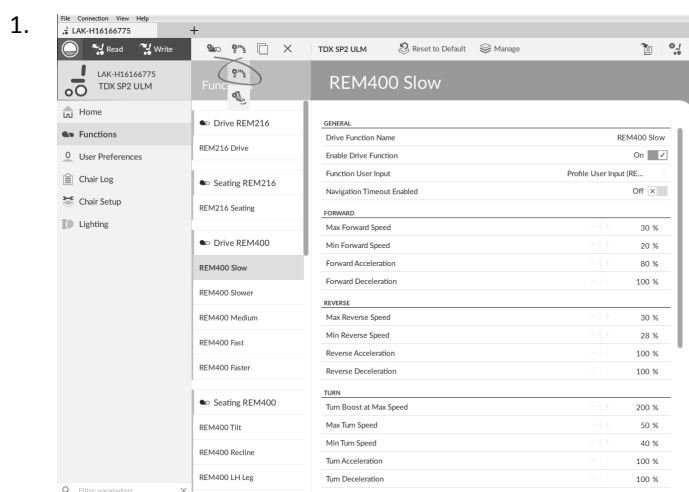 1.
File Connection View Help
LAK-H16166775 +
Read Write TDX SP2 ULM Reset to Default Manage
LAK-H16166775
TDX SP2 ULM
REM400 Slow
Home
Functions
User Preferences
Chair Log
Chair Setup
Lighting
Drive REM216
REM216 Drive
Seating REM216
REM216 Seating
Drive REM400
REM400 Slow
REM400 Slower
REM400 Medium
REM400 Fast
REM400 Faster
Seating REM400
REM400 Tilt
REM400 Recline
REM400 LH Leg
GENERAL
Drive Function Name REM400 Slow
Enable Drive Function On
Function User Input Profile User Input (RE...
Navigation Timeout Enabled Off
FORWARD
Max Forward Speed - + 30 %
Min Forward Speed - + 20 %
Forward Acceleration - + 80 %
Forward Deceleration - + 100 %
REVERSE
Max Reverse Speed - + 30 %
Min Reverse Speed - + 28 %
Reverse Acceleration - + 100 %
Reverse Deceleration - + 100 %
TURN
Turn Boost at Max Speed - + 200 %
Max Turn Speed - + 50 %
Min Turn Speed - + 40 %
Turn Acceleration - + 100 %
Turn Deceleration - + 100 %
Filter parameters